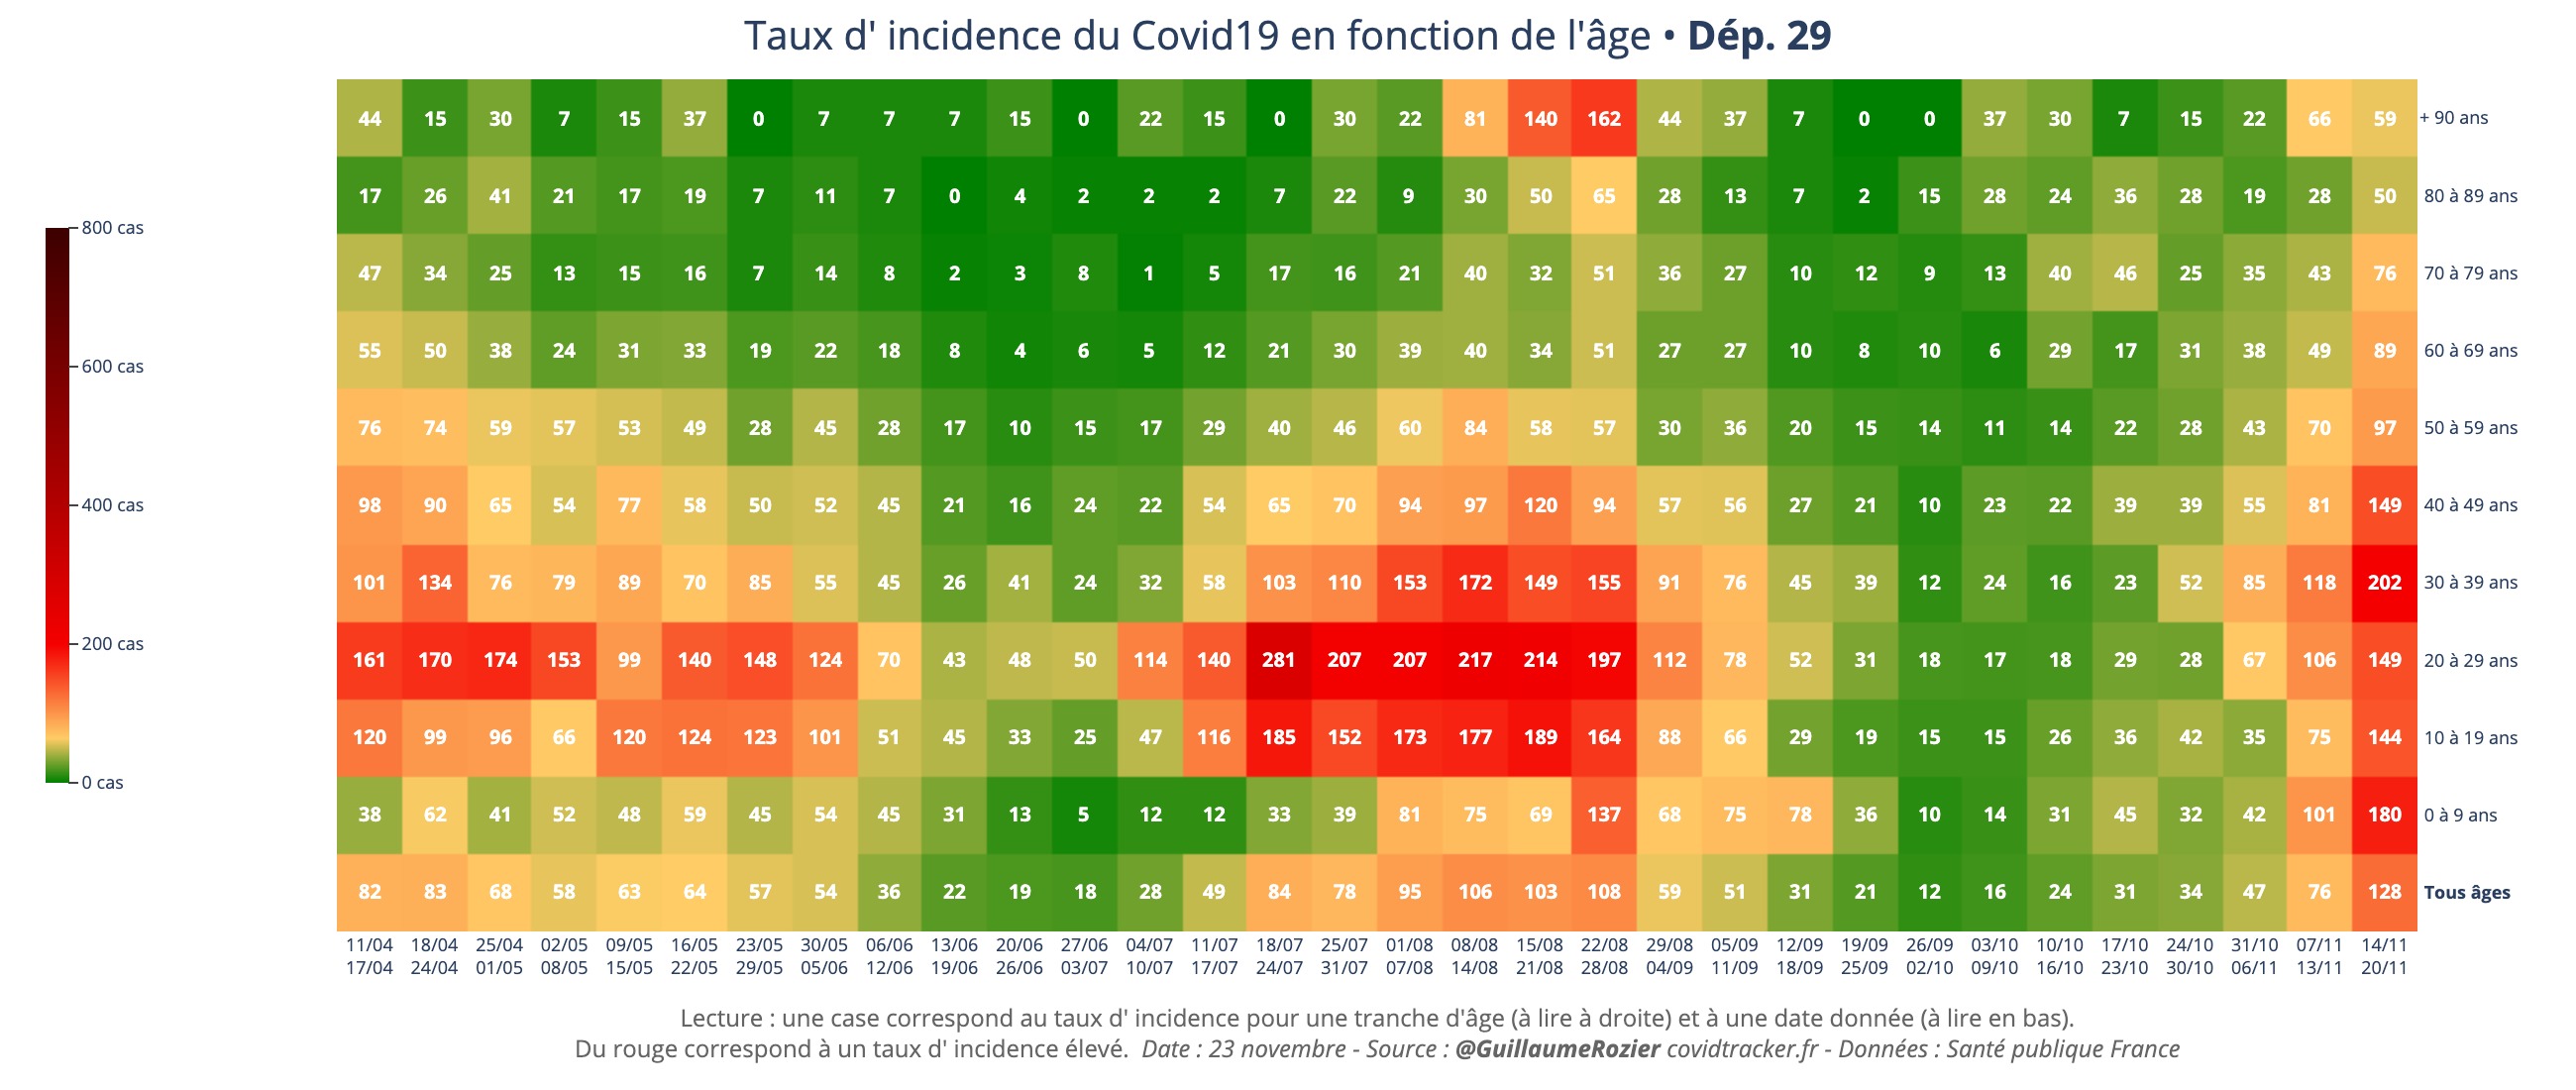 Taux d' incidence du Covid19 en fonction de l'âge • Dép. 29
800 cas
600 cas
400 cas
200 cas
0 cas
44 15 30 7 15 37 0 7 7 7 15 0 22 15 0 30 22 81 140 162 44 37 7 0 0 37 30 7 15 22 66 59 + 90 ans
17 26 41 21 17 19 7 11 7 0 4 2 2 2 7 22 9 30 50 65 28 13 7 2 15 28 24 36 28 19 28 50 80 à 89 ans
47 34 25 13 15 16 7 14 8 2 3 8 1 5 17 16 21 40 32 51 36 27 10 12 9 13 40 46 25 35 43 76 70 à 79 ans
55 50 38 24 31 33 19 22 18 8 4 6 5 12 21 30 39 40 34 51 27 27 10 8 10 6 29 17 31 38 49 89 60 à 69 ans
76 74 59 57 53 49 28 45 28 17 10 15 17 29 40 46 60 84 58 57 30 36 20 15 14 11 14 22 28 43 70 97 50 à 59 ans
98 90 65 54 77 58 50 52 45 21 16 24 22 54 65 70 94 97 120 94 57 56 27 21 10 23 22 39 39 55 81 149 40 à 49 ans
101 134 76 79 89 70 85 55 45 26 41 24 32 58 103 110 153 172 149 155 91 76 45 39 12 24 16 23 52 85 118 202 30 à 39 ans
161 170 174 153 99 140 148 124 70 43 48 50 114 140 281 207 207 217 214 197 112 78 52 31 18 17 18 29 28 67 106 149 20 à 29 ans
120 99 96 66 120 124 123 101 51 45 33 25 47 116 185 152 173 177 189 164 88 66 29 19 15 15 26 36 42 35 75 144 10 à 19 ans
38 62 41 52 48 59 45 54 45 31 13 5 12 12 33 39 81 75 69 137 68 75 78 36 10 14 31 45 32 42 101 180 0 à 9 ans
82 83 68 58 63 64 57 54 36 22 19 18 28 49 84 78 95 106 103 108 59 51 31 21 12 16 24 31 34 47 76 128 Tous âges
11/04 18/04 25/04 02/05 09/05 16/05 23/05 30/05 06/06 13/06 20/06 27/06 04/07 11/07 18/07 25/07 01/08 08/08 15/08 22/08 29/08 05/09 12/09 19/09 26/09 03/10 10/10 17/10 24/10 31/10 07/11 14/11
17/04 24/04 01/05 08/05 15/05 22/05 29/05 05/06 12/06 19/06 26/06 03/07 10/07 17/07 24/07 31/07 07/08 14/08 21/08 28/08 04/09 11/09 18/09 25/09 02/10 09/10 16/10 23/10 30/10 06/11 13/11 20/11
Lecture : une case correspond au taux d' incidence pour une tranche d'âge (à lire à droite) et à une date donnée (à lire en bas).
Du rouge correspond à un taux d' incidence élevé. Date : 23 novembre - Source : @GuillaumeRozier covidtracker.fr - Données : Santé publique France